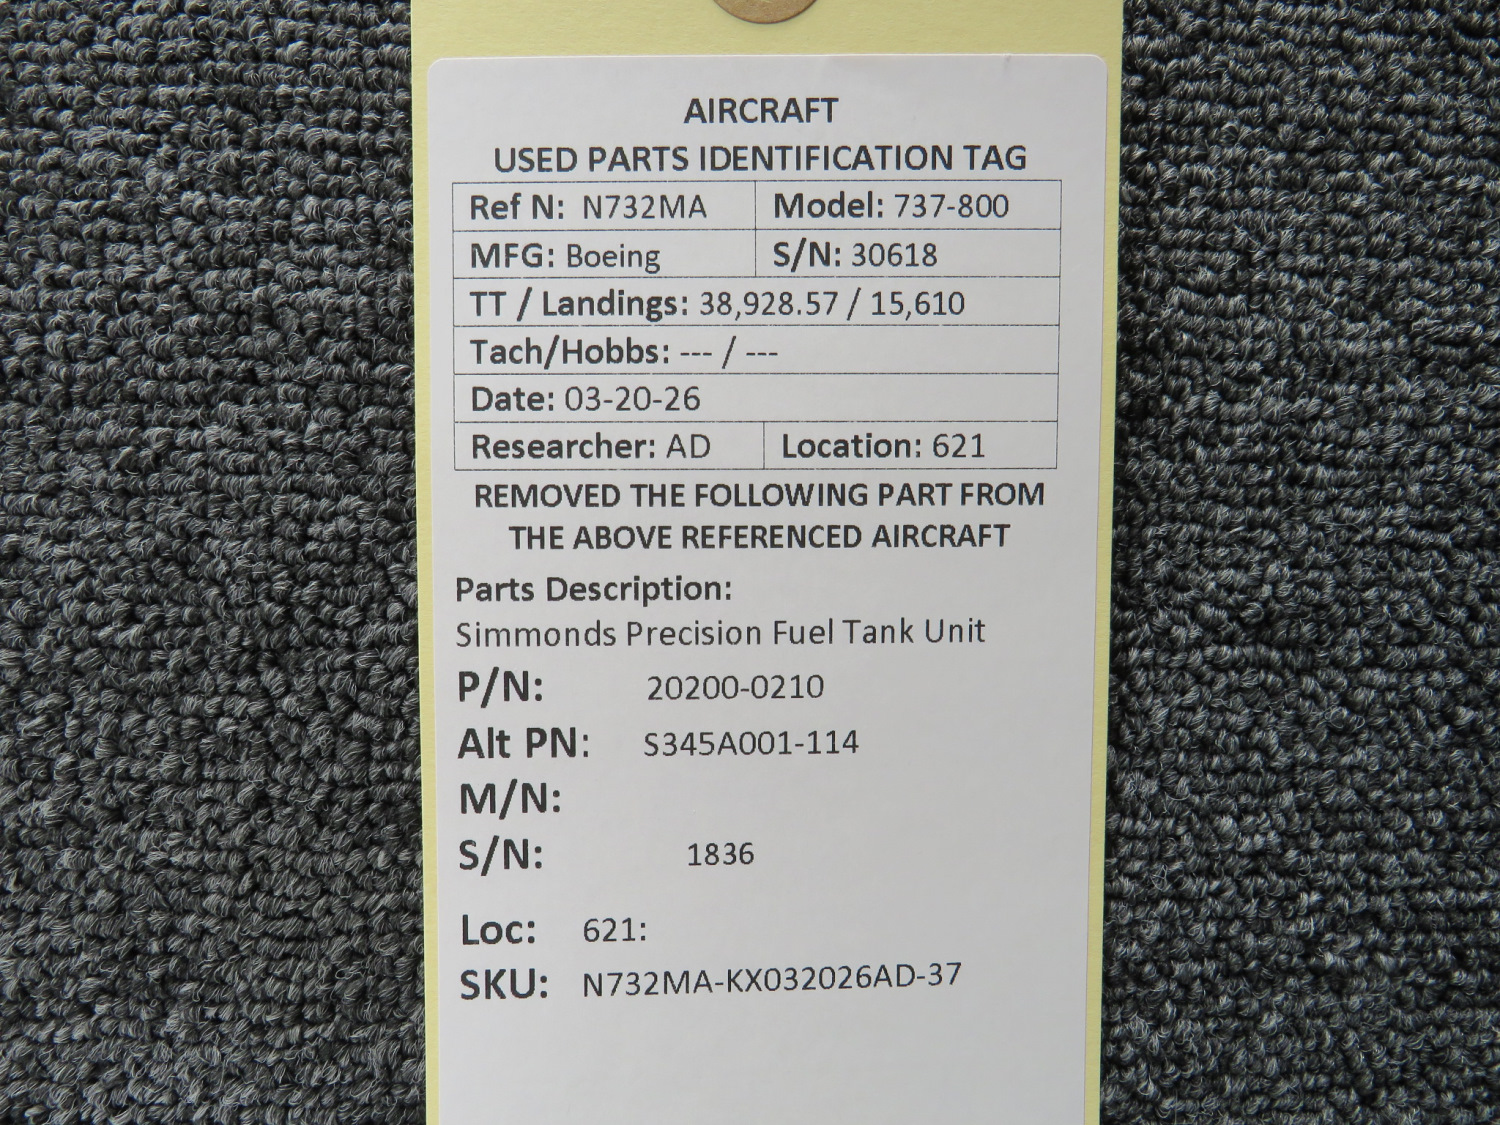 AIRCRAFT
USED PARTS IDENTIFICATION TAG
Ref N: N732MA Model: 737-800
MFG: Boeing S/N: 30618
TT / Landings: 38,928.57 / 15,610
Tach/Hobbs: --- / ---
Date: 03-20-26
Researcher: AD Location: 621
REMOVED THE FOLLOWING PART FROM
THE ABOVE REFERENCED AIRCRAFT
Parts Description:
Simmonds Precision Fuel Tank Unit
P/N: 20200-0210
Alt PN: S345A001-114
M/N:
S/N: 1836
Loc: 621:
SKU: N732MA-KX032026AD-37